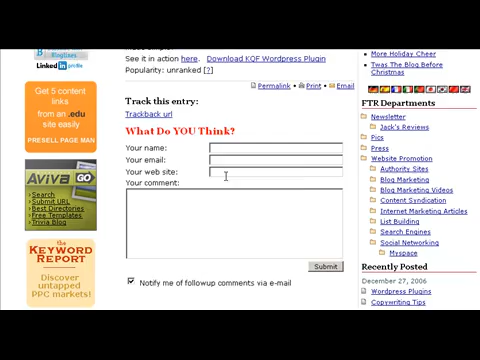 Bloglines
LinkedIn profile
Get 5 content
links
from an .edu
site easily
PRESELL PAGE MAN
AVIVA GO
Search
Submit URL
Best Directories
Free Templates
Trivia Blog
the
KEYWORD
REPORT
Discover
untapped
PPC markets!
See it in action here. Download KQF Wordpress Plugin
Popularity: unranked [?]
Permalink • Print • Email
Track this entry:
Trackback url
What Do YOU Think?
Your name:
Your email:
Your web site:
Your comment:
Submit
Notify me of followup comments via e-mail
More Holiday Cheer
Twas The Blog Before
Christmas
FTR Departments
Newsletter
Jack's Reviews
Pics
Press
Website Promotion
Authority Sites
Blog Marketing
Blog Marketing Videos
Content Syndication
Internet Marketing Articles
List Building
Search Engines
Social Networking
Myspace
Recently Posted
December 27, 2006
Wordpress Plugins
Copywriting Tips